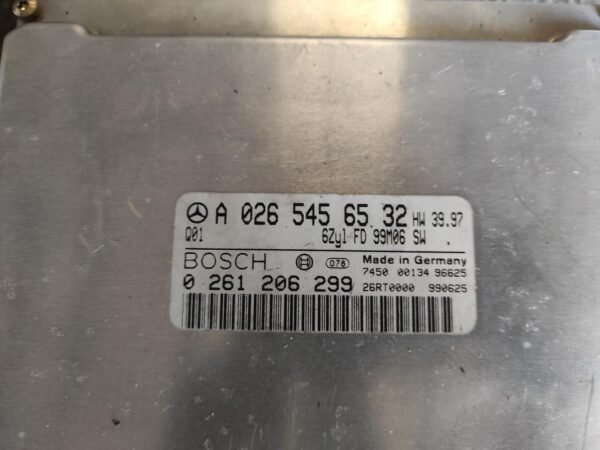 A 026 545 65 32 HW 39.97
Q01 6Zyl FD 99M06 SW .
BOSCH 076 Made in Germany
7450 00134 96625
0 261 206 299 26RT0000 990625